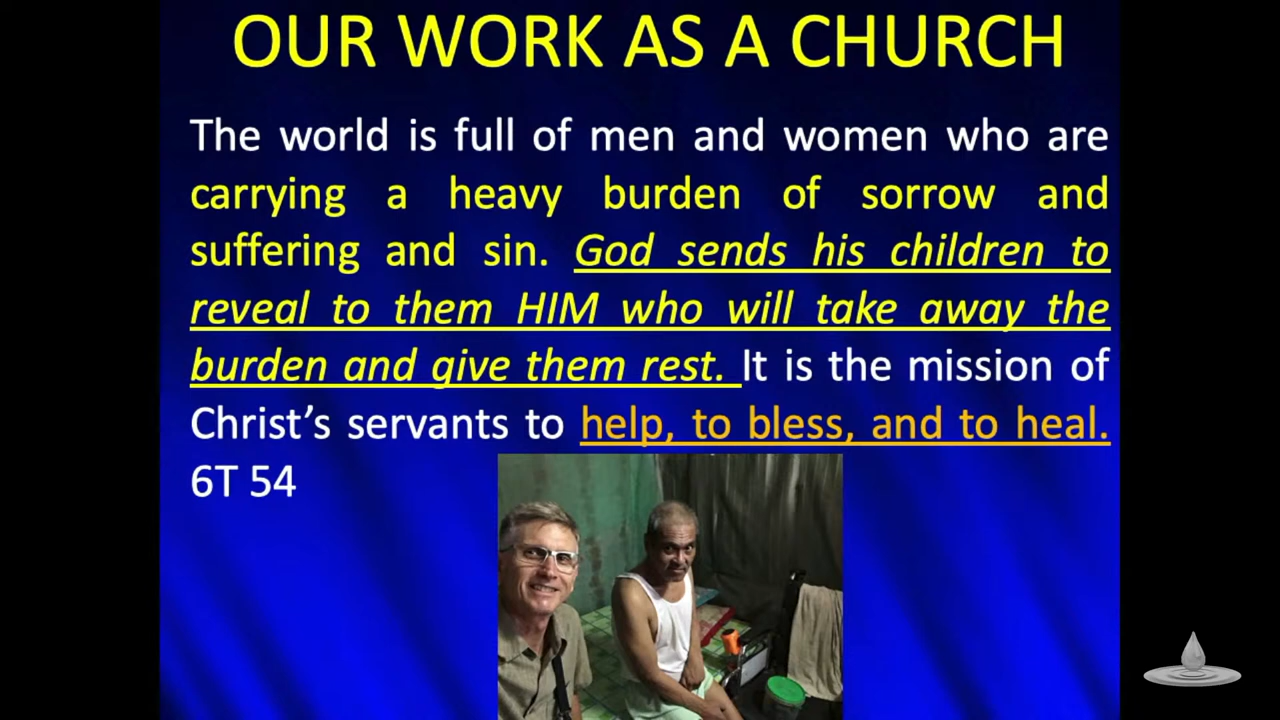 OUR WORK AS A CHURCH
The world is full of men and women who are
carrying a heavy burden of sorrow and
suffering and sin. God sends his children to
reveal to them HIM who will take away the
burden and give them rest. It is the mission of
Christ’s servants to help, to bless, and to heal.
6T 54